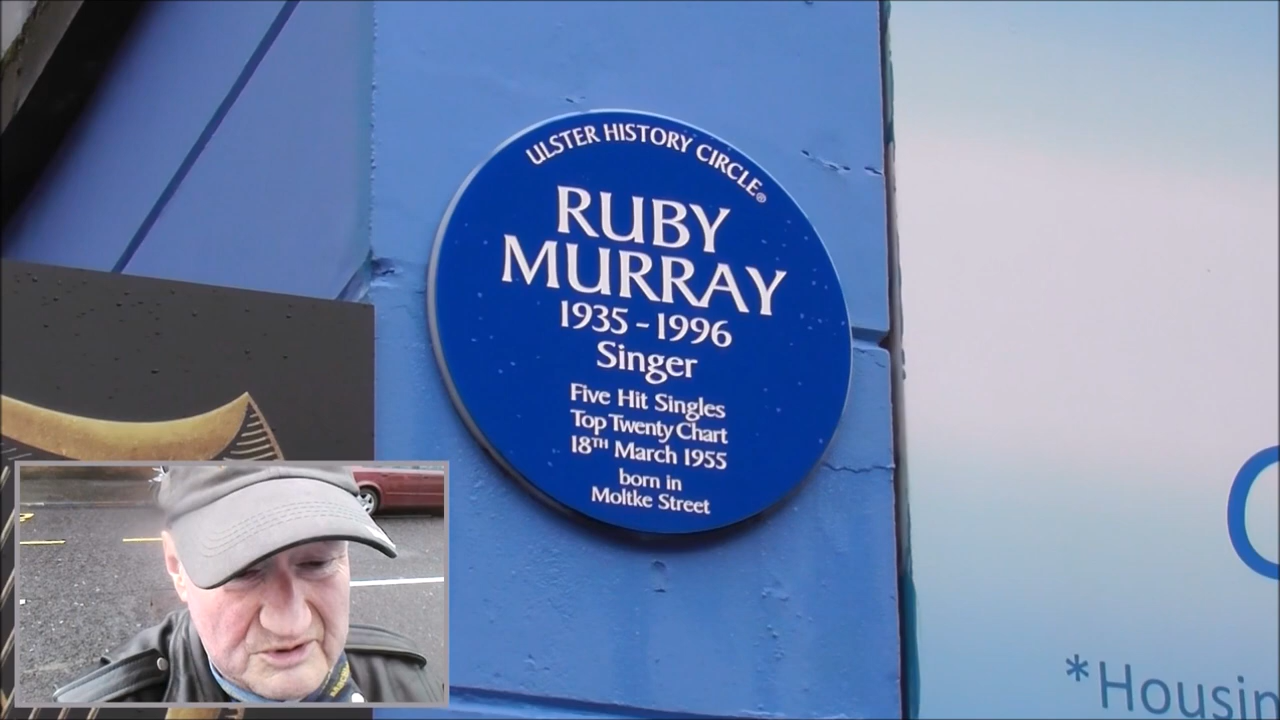 ULSTER HISTORY CIRCLE®
RUBY
MURRAY
1935 - 1996
Singer
Five Hit Singles
Top Twenty Chart
18TH March 1955
born in
Moltke Street
*Housin